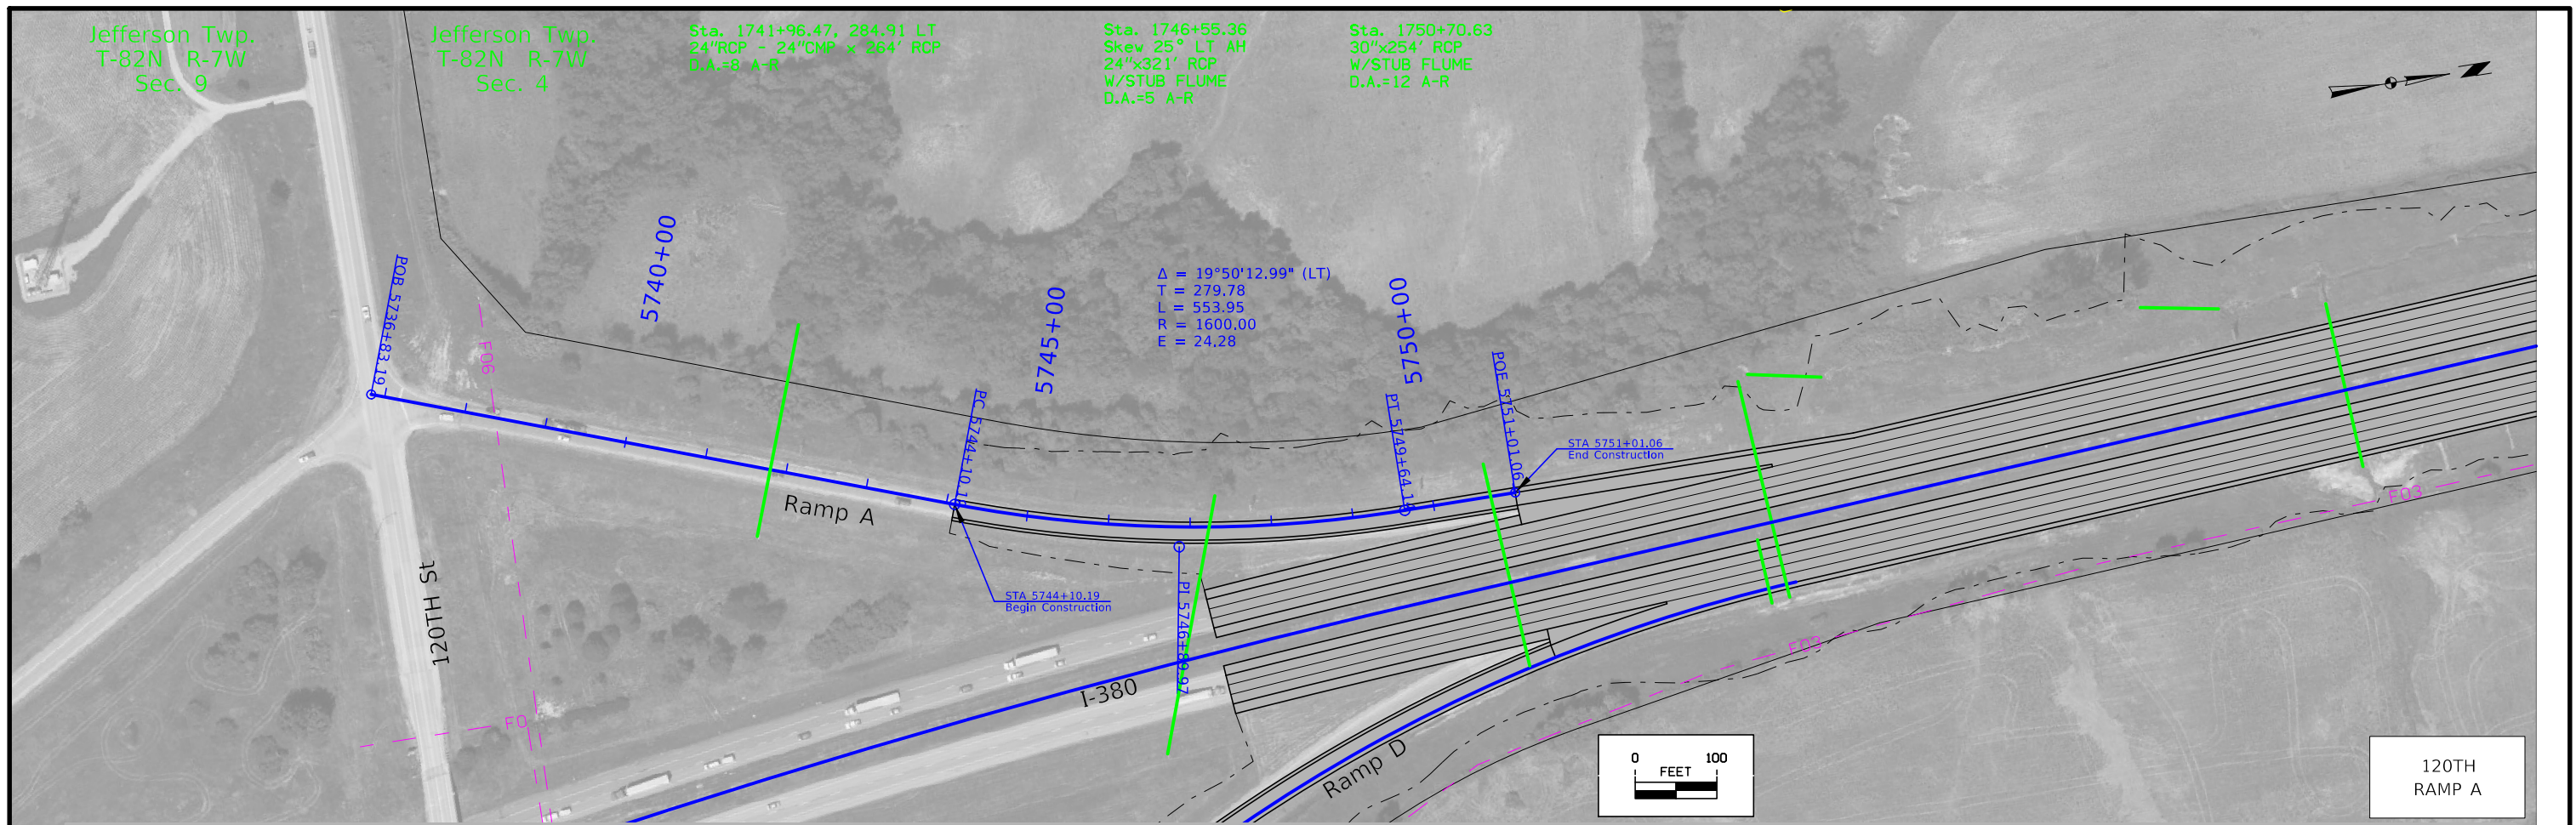 Jefferson Twp.
T-82N R-7W
Sec. 9
Jefferson Twp.
T-82N R-7W
Sec. 4
Sta. 1741+96.47, 284.91 LT
24"RCP - 24"CMP x 264' RCP
D.A.=8 A-R
Sta. 1746+55.36
Skew 25° LT AH
24"x321' RCP
W/STUB FLUME
D.A.=5 A-R
Sta. 1750+70.63
30"x254' RCP
W/STUB FLUME
D.A.=12 A-R
POB 5736+83.19
F06
5740+00
5745+00
Δ = 19°50'12.99" (LT)
T = 279.78
L = 553.95
R = 1600.00
E = 24.28
5750+00
PC 5744+10.19
PT 5749+64.14
POE 5751+01.06
STA 5751+01.06
End Construction
Ramp A
STA 5744+10.19
Begin Construction
PI 5746+89.97
120TH St
I-380
Ramp D
F0
F03
F03
0 100
FEET
120TH
RAMP A